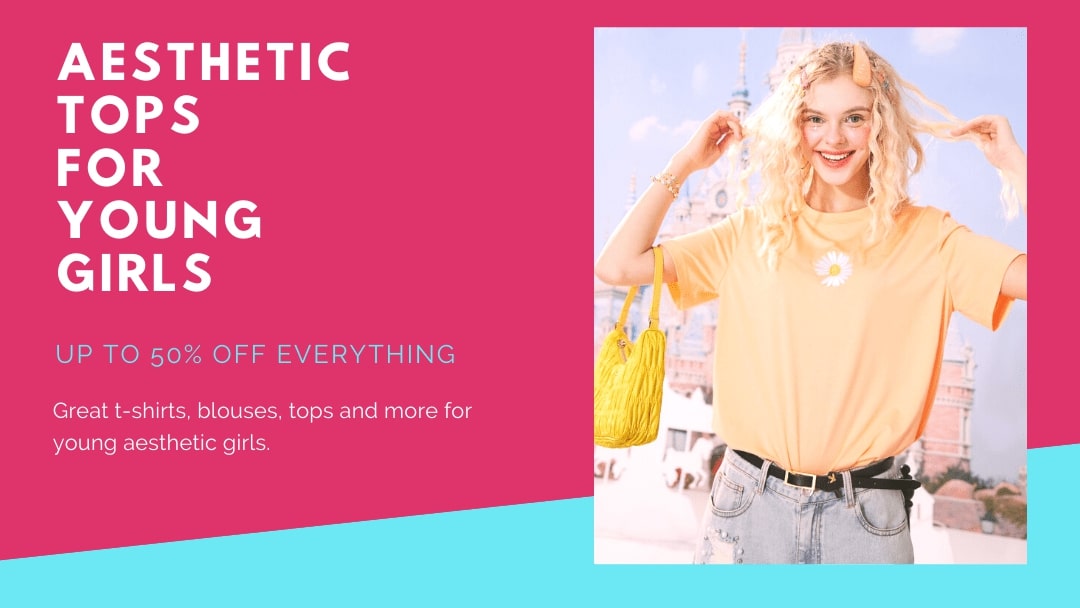 AESTHETIC
TOPS
FOR
YOUNG
GIRLS
UP TO 50% OFF EVERYTHING
Great t-shirts, blouses, tops and more for
young aesthetic girls.